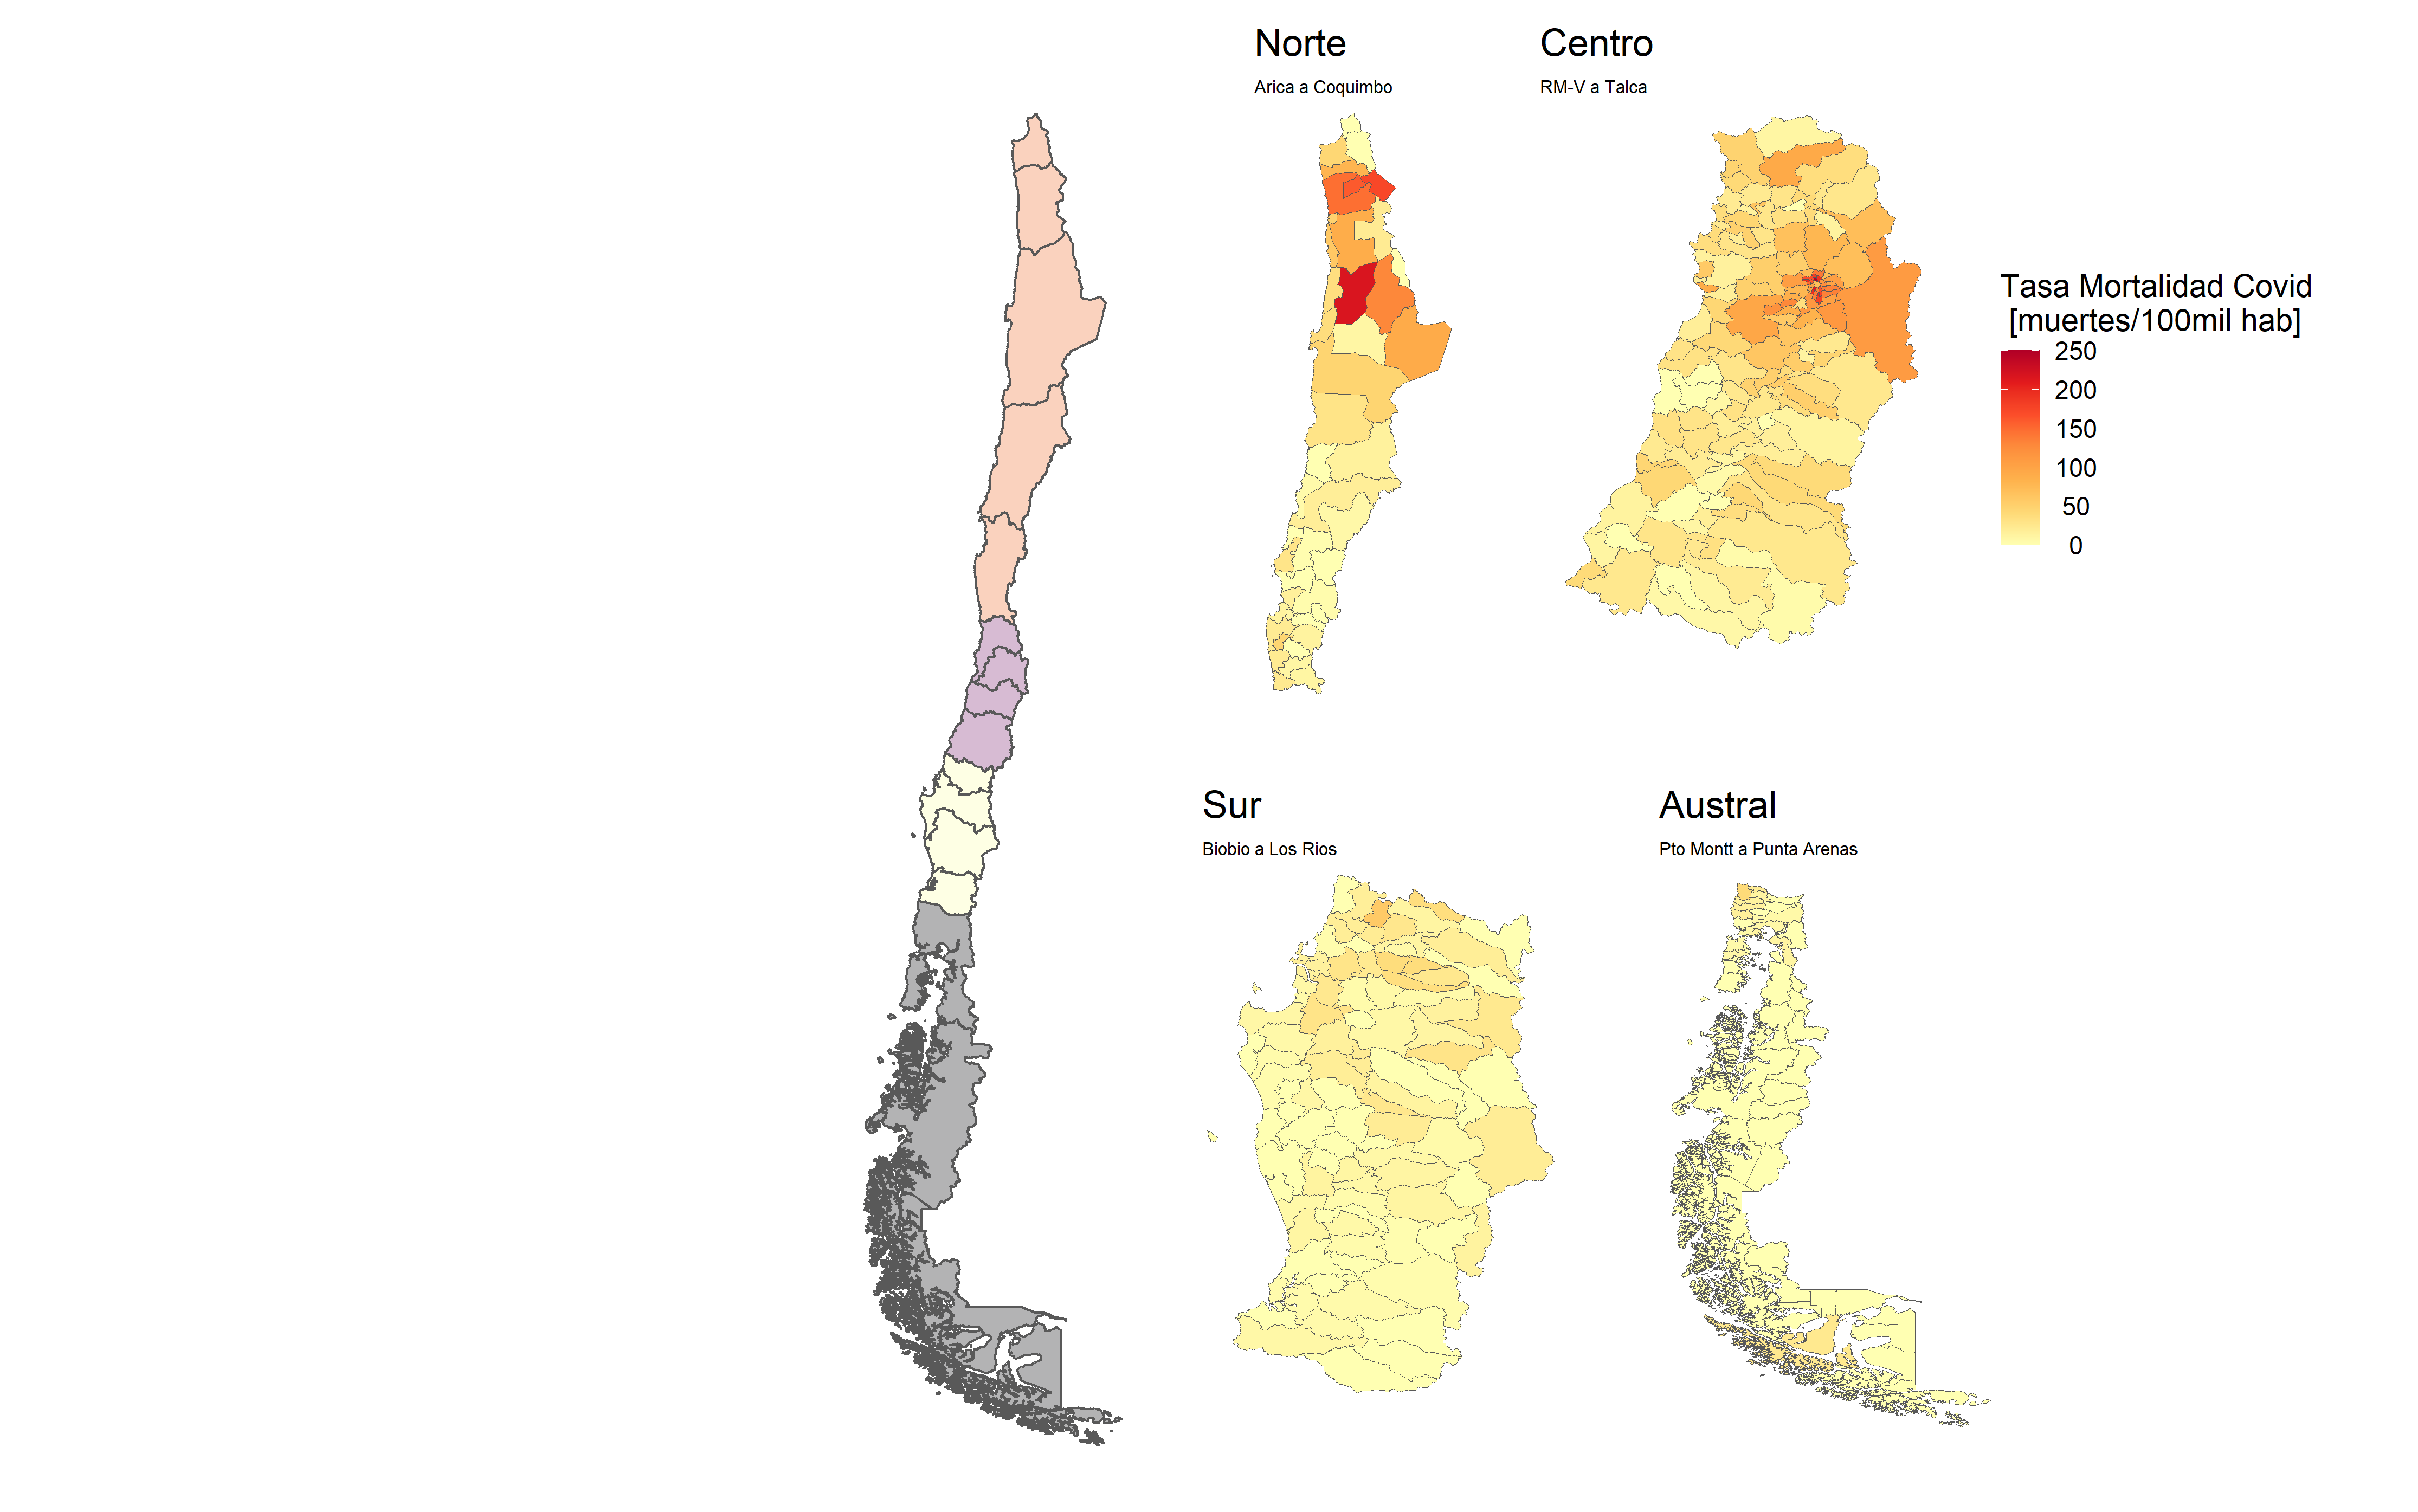 Norte
Arica a Coquimbo
Centro
RM-V a Talca
Tasa Mortalidad Covid
[muertes/100mil hab]
250
200
150
100
50
0
Sur
Biobio a Los Rios
Austral
Pto Montt a Punta Arenas